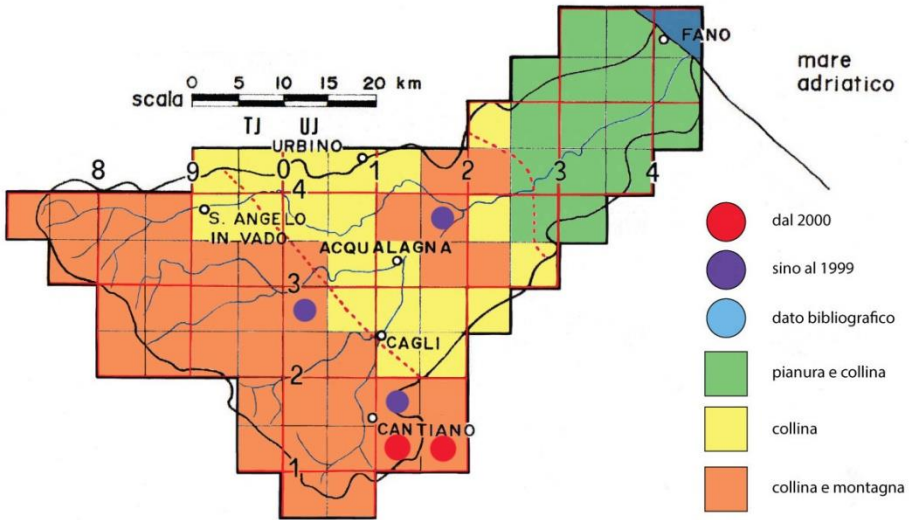 FANO
mare
adriatico
0 5 10 15 20 km
scala
TJ UJ
URBINO
8 9 0 1 2 3 4
4
S. ANGELO
IN VADO
ACQUALAGNA
3
CAGLI
2
CANTIANO
1
dal 2000
sino al 1999
dato bibliografico
pianura e collina
collina
collina e montagna